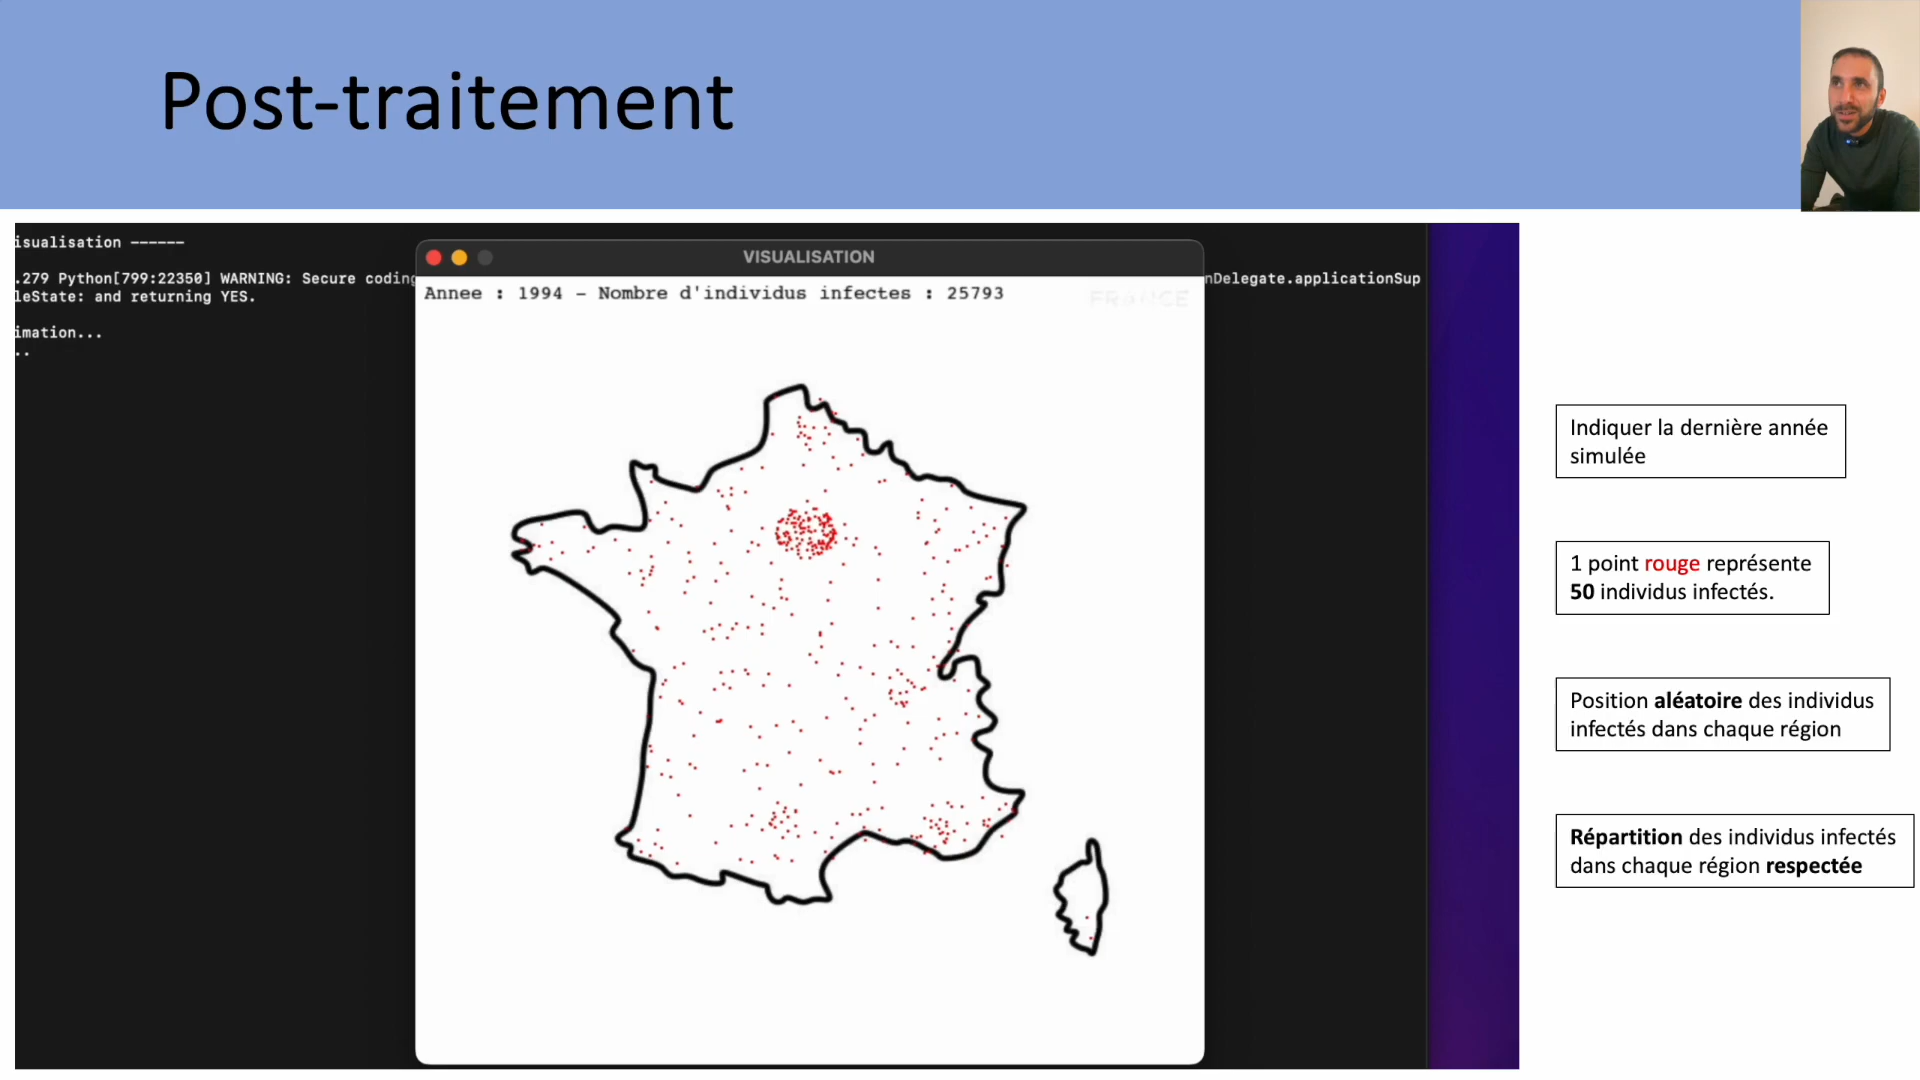 Post-traitement
isualisation ------
.279 Python[799:22350] WARNING: Secure coding
nDelegate.applicationSup
leState: and returning YES.
imation...
..
VISUALISATION
Annee : 1994 - Nombre d'individus infectes : 25793
FRANCE
Indiquer la dernière année
simulée
1 point rouge représente
50 individus infectés.
Position aléatoire des individus
infectés dans chaque région
Répartition des individus infectés
dans chaque région respectée